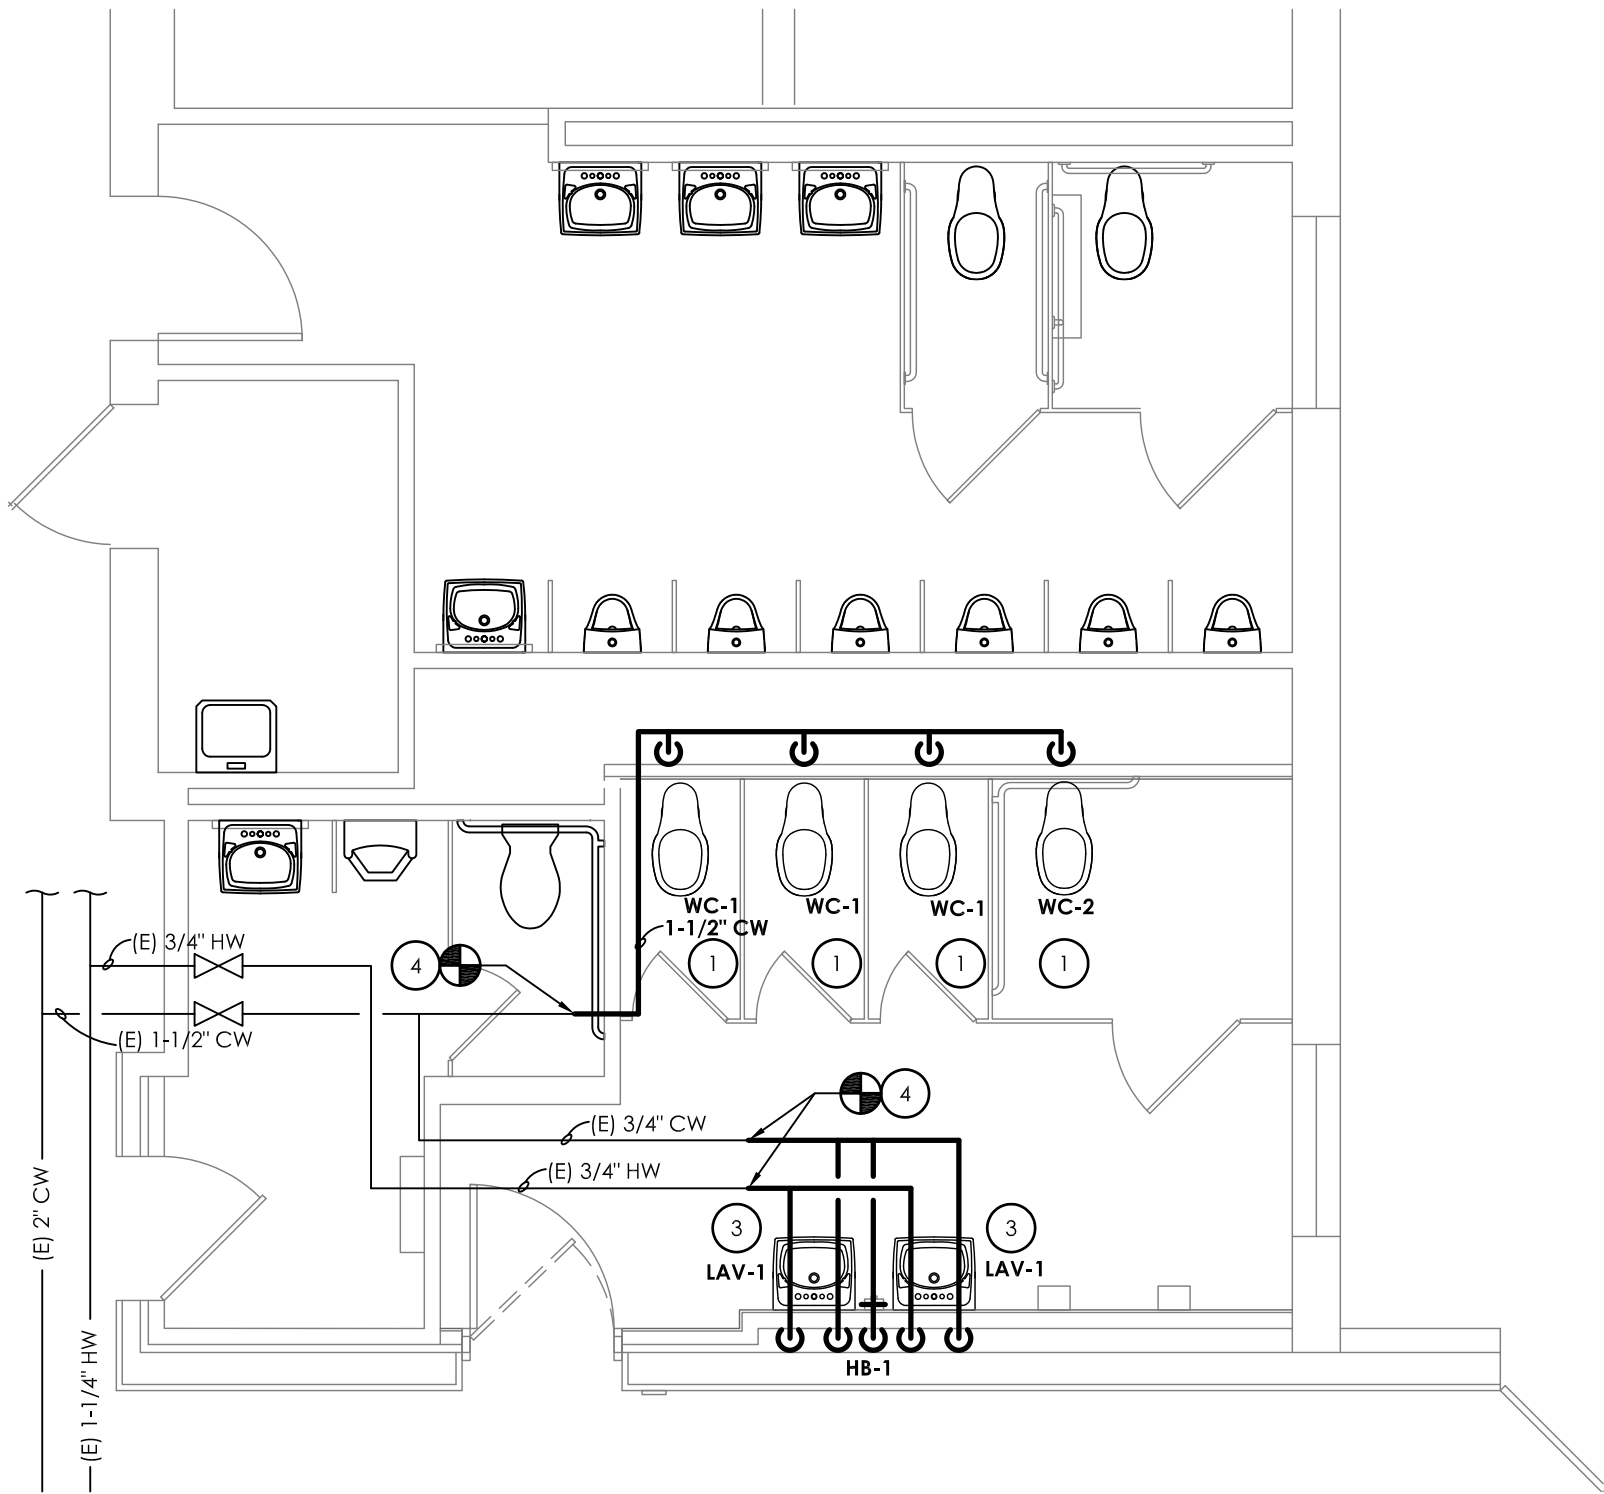 WC-1
WC-1
WC-1
WC-2
1-1/2" CW
(E) 3/4" HW
4
1
1
1
1
(E) 1-1/2" CW
4
(E) 3/4" CW
(E) 3/4" HW
(E) 2" CW
3
3
LAV-1
LAV-1
HB-1
(E) 1-1/4" HW